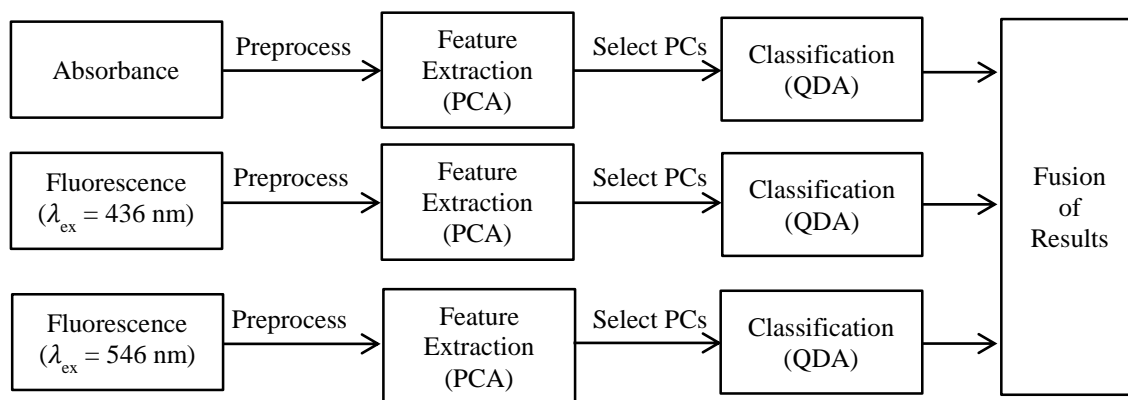 Absorbance
Preprocess
Feature
Extraction
(PCA)
Select PCs
Classification
(QDA)
Fluorescence
(λex = 436 nm)
Preprocess
Feature
Extraction
(PCA)
Select PCs
Classification
(QDA)
Fluorescence
(λex = 546 nm)
Preprocess
Feature
Extraction
(PCA)
Select PCs
Classification
(QDA)
Fusion
of
Results